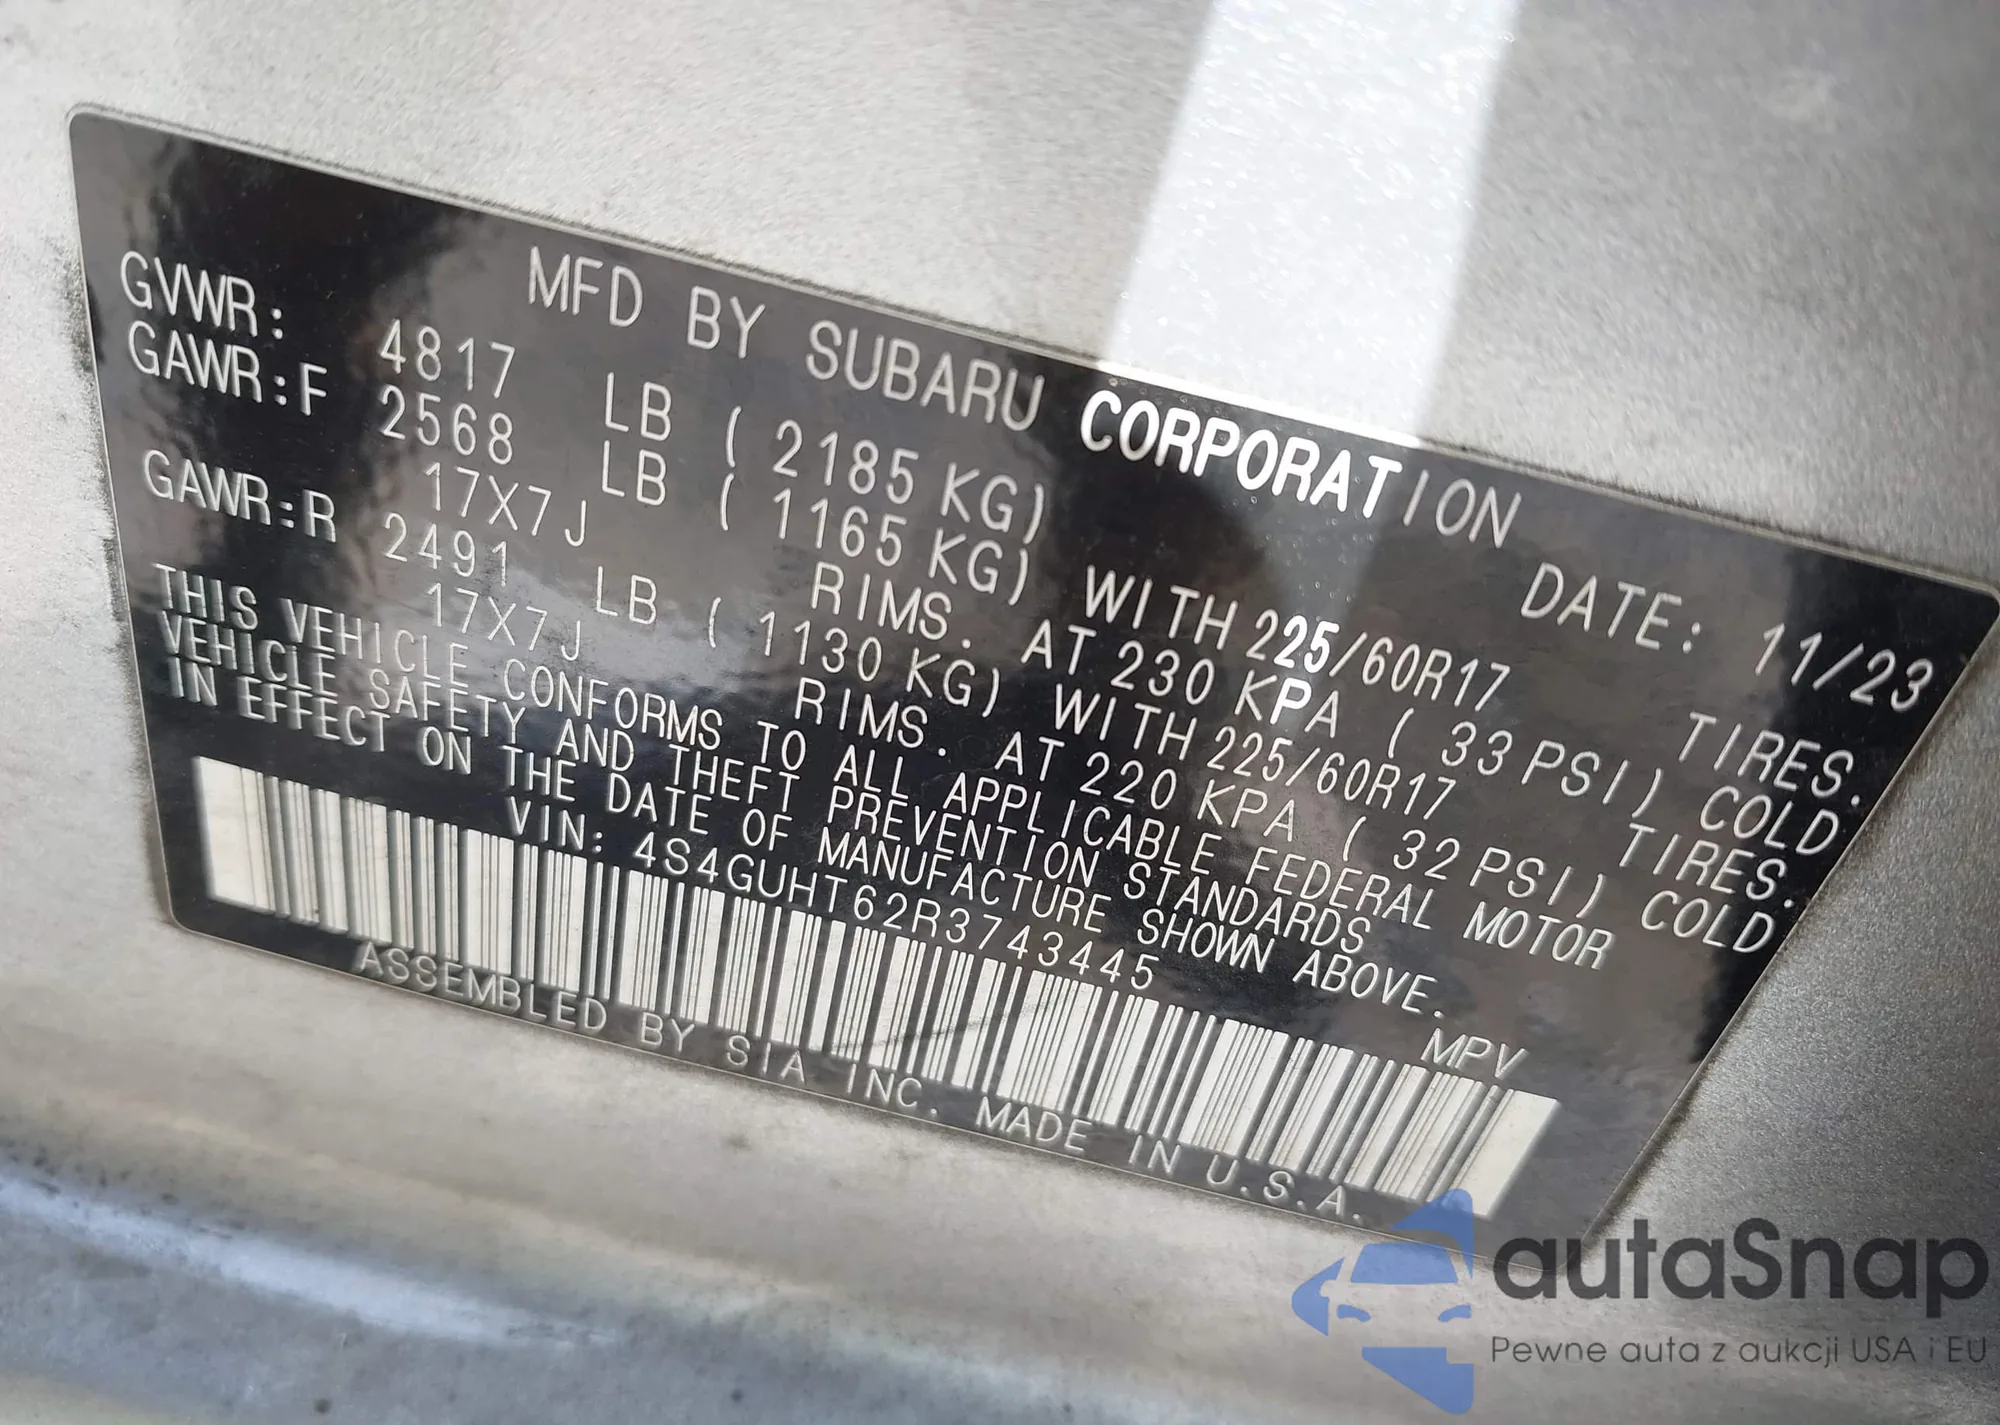 MFD BY SUBARU CORPORATION DATE: 11/23
GVWR: 4817 LB ( 2185 KG)
GAWR:F 2568 LB ( 1165 KG) WITH 225/60R17 TIRES.
17X7J RIMS. AT 230 KPA ( 33 PSI) COLD
GAWR:R 2491 LB ( 1130 KG) WITH 225/60R17 TIRES.
17X7J RIMS. AT 220 KPA ( 32 PSI) COLD
THIS VEHICLE CONFORMS TO ALL APPLICABLE FEDERAL MOTOR
VEHICLE SAFETY AND THEFT PREVENTION STANDARDS
IN EFFECT ON THE DATE OF MANUFACTURE SHOWN ABOVE.
VIN: 4S4GUHT62R3743445 MPV
ASSEMBLED BY SIA INC. MADE IN U.S.A.
autaSnap
Pewne auta z aukcji USA i EU